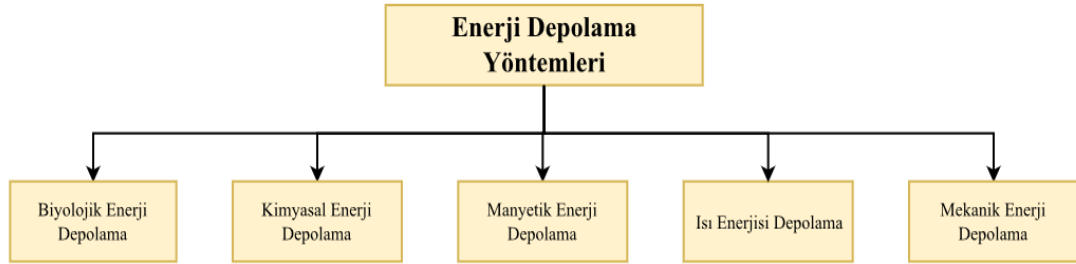 Enerji Depolama
Yöntemleri
Biyolojik Enerji
Depolama
Kimyasal Enerji
Depolama
Manyetik Enerji
Depolama
Isı Enerjisi Depolama
Mekanik Enerji
Depolama